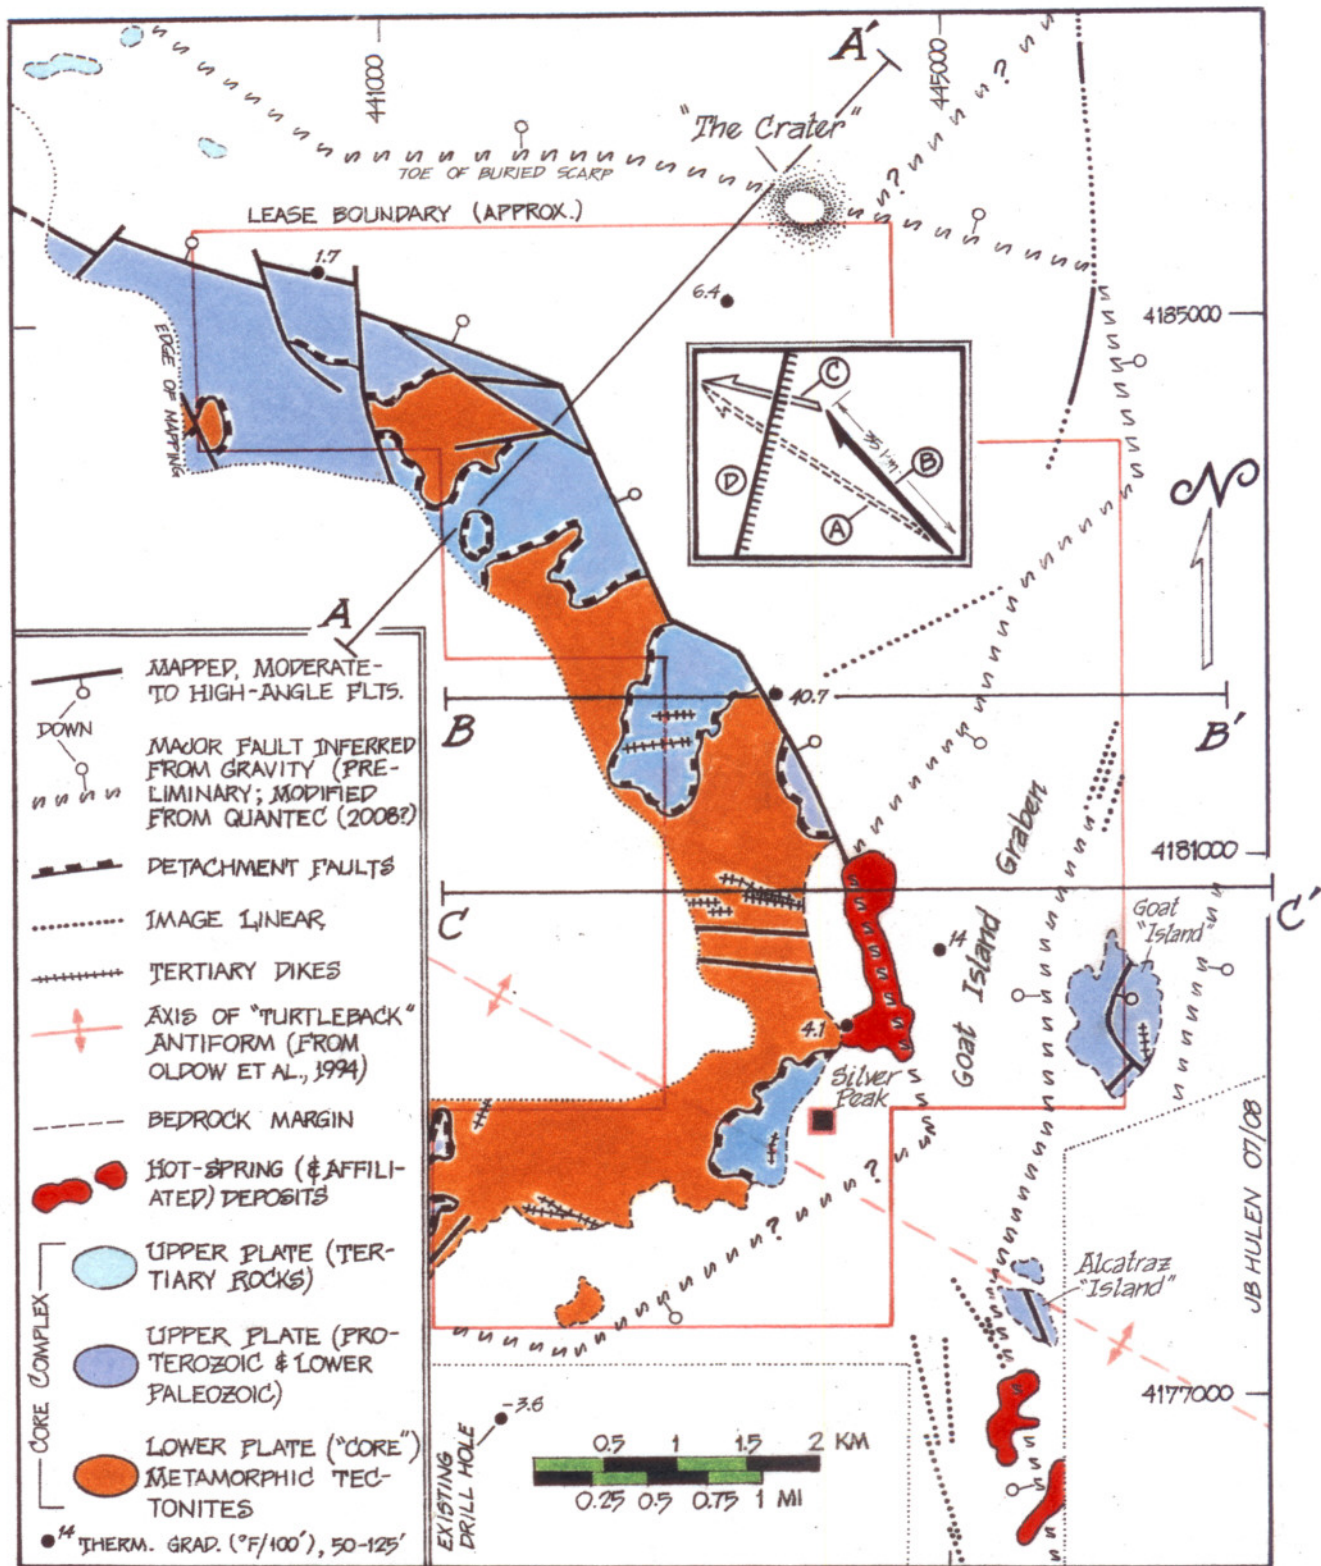 441000
445000
A'
"The Crater"
?
?
TOE OF BURIED SCARP
LEASE BOUNDARY (APPROX.)
1.7
6.4
4185000
EDGE OF MAPPING
C
B
D
A
N
A
40.7
B
B'
4181000
C
C'
Goat
"Island"
14
Goat Island Graben
4.1
Silver
Peak
?
?
Alcatraz
"Island"
JB HULEN 07/08
4177000
-3.6
EXISTING
DRILL HOLE
0.5 1 1.5 2 KM
0.25 0.5 0.75 1 MI
MAPPED, MODERATE-
TO HIGH-ANGLE FLTS.
DOWN
MAJOR FAULT INFERRED
FROM GRAVITY (PRE-
LIMINARY; MODIFIED
FROM QUANTEC (2008?)
DETACHMENT FAULTS
IMAGE LINEAR
TERTIARY DIKES
AXIS OF "TURTLEBACK"
ANTIFORM (FROM
OLDOW ET AL., 1994)
BEDROCK MARGIN
HOT-SPRING (& AFFILI-
ATED) DEPOSITS
CORE COMPLEX
UPPER PLATE (TER-
TIARY ROCKS)
UPPER PLATE (PRO-
TEROZOIC & LOWER
PALEOZOIC)
LOWER PLATE ("CORE")
METAMORPHIC TEC-
TONITES
14 THERM. GRAD. (°F/100'), 50-125'